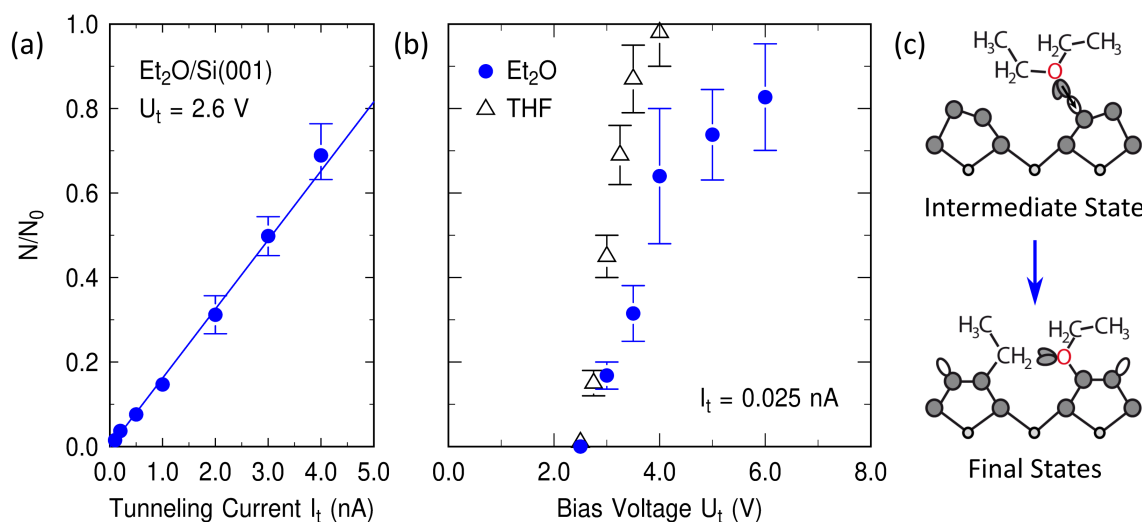 (a)
Et₂O/Si(001)
Uₜ = 2.6 V
N/N₀
1.0
0.8
0.6
0.4
0.2
0.0
0.0 1.0 2.0 3.0 4.0 5.0
Tunneling Current Iₜ (nA)
(b)
Et₂O
THF
Iₜ = 0.025 nA
0.0 2.0 4.0 6.0 8.0
Bias Voltage Uₜ (V)
(c)
H₃C H₂C CH₃
H₂C O
Intermediate State
H₃C H₂C CH₃
CH₂ O
Final States